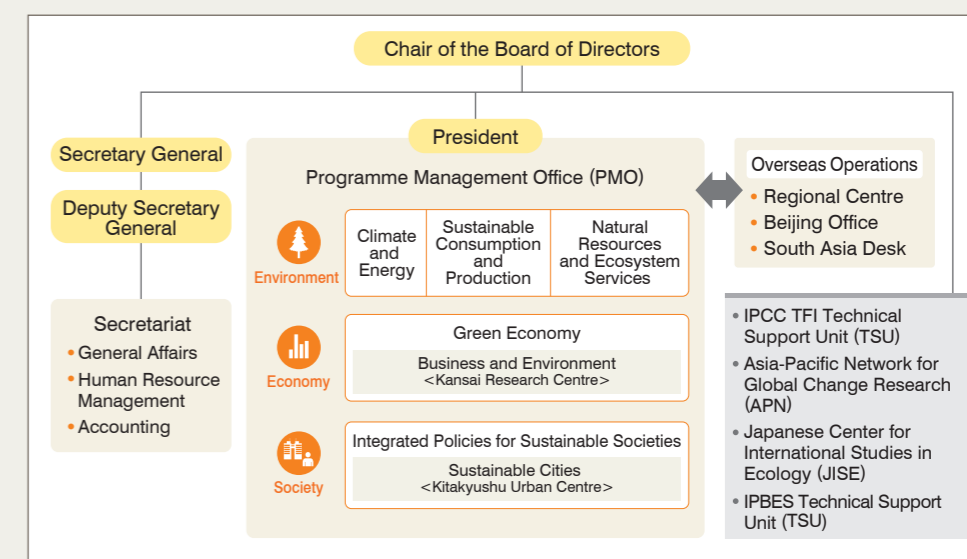 Chair of the Board of Directors
Secretary General
Deputy Secretary
General
Secretariat
• General Affairs
• Human Resource
Management
• Accounting
President
Programme Management Office (PMO)
Environment
Climate
and
Energy
Sustainable
Consumption
and
Production
Natural
Resources
and Ecosystem
Services
Economy
Green Economy
Business and Environment
<Kansai Research Centre>
Society
Integrated Policies for Sustainable Societies
Sustainable Cities
<Kitakyushu Urban Centre>
Overseas Operations
• Regional Centre
• Beijing Office
• South Asia Desk
• IPCC TFI Technical
Support Unit (TSU)
• Asia-Pacific Network for
Global Change Research
(APN)
• Japanese Center for
International Studies in
Ecology (JISE)
• IPBES Technical Support
Unit (TSU)